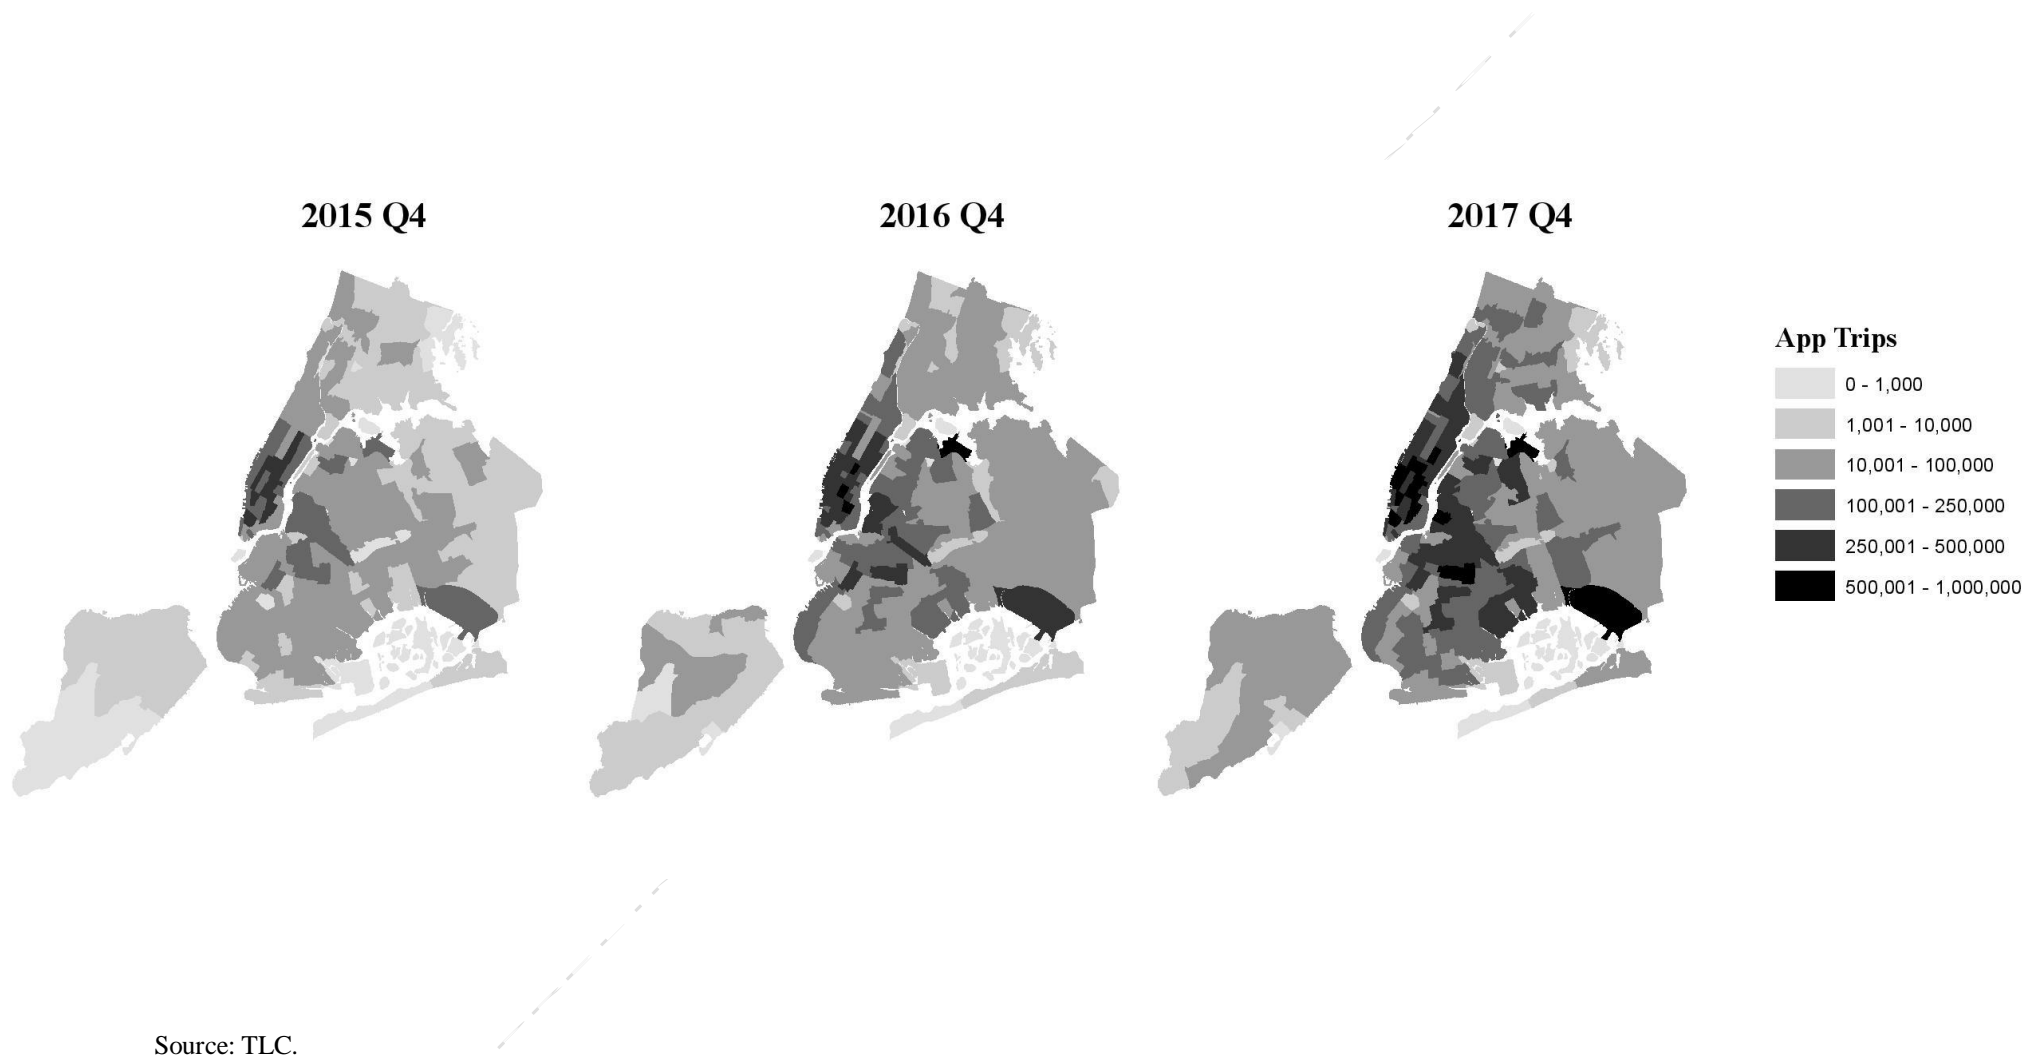 2015 Q4
2016 Q4
2017 Q4
App Trips
0 - 1,000
1,001 - 10,000
10,001 - 100,000
100,001 - 250,000
250,001 - 500,000
500,001 - 1,000,000
Source: TLC.